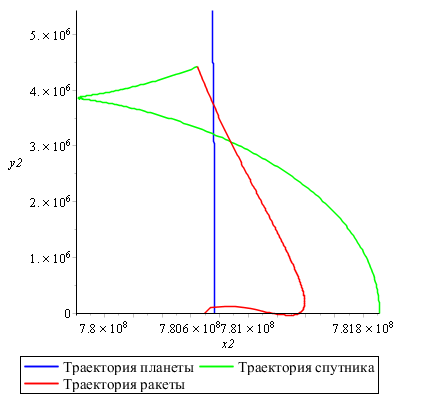 5. × 10⁶
4. × 10⁶
y2
3. × 10⁶
2. × 10⁶
1. × 10⁶
0
7.8 × 10⁸ 7.806 × 10⁸ 7.81 × 10⁸ 7.818 × 10⁸
x2
Траектория планеты Траектория спутника
Траектория ракеты